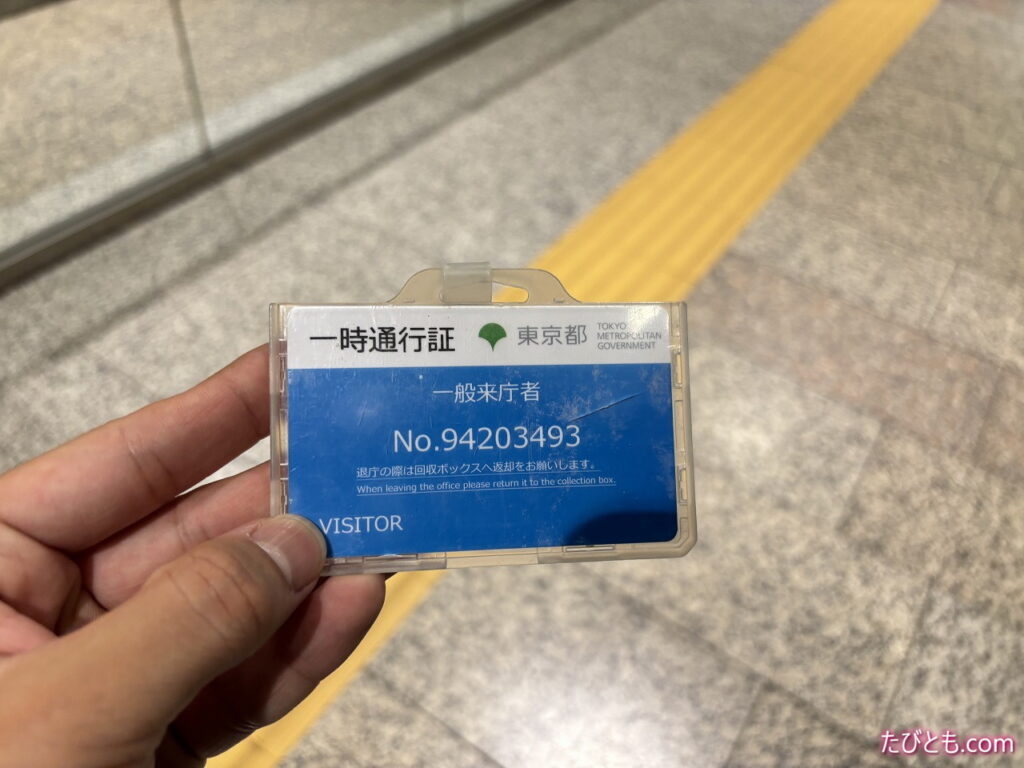 一時通行証
東京都
TOKYO
METROPOLITAN
GOVERNMENT
一般来庁者
No.94203493
退庁の際は回収ボックスへ返却をお願いします。
When leaving the office please return it to the collection box.
VISITOR
たびとも.com